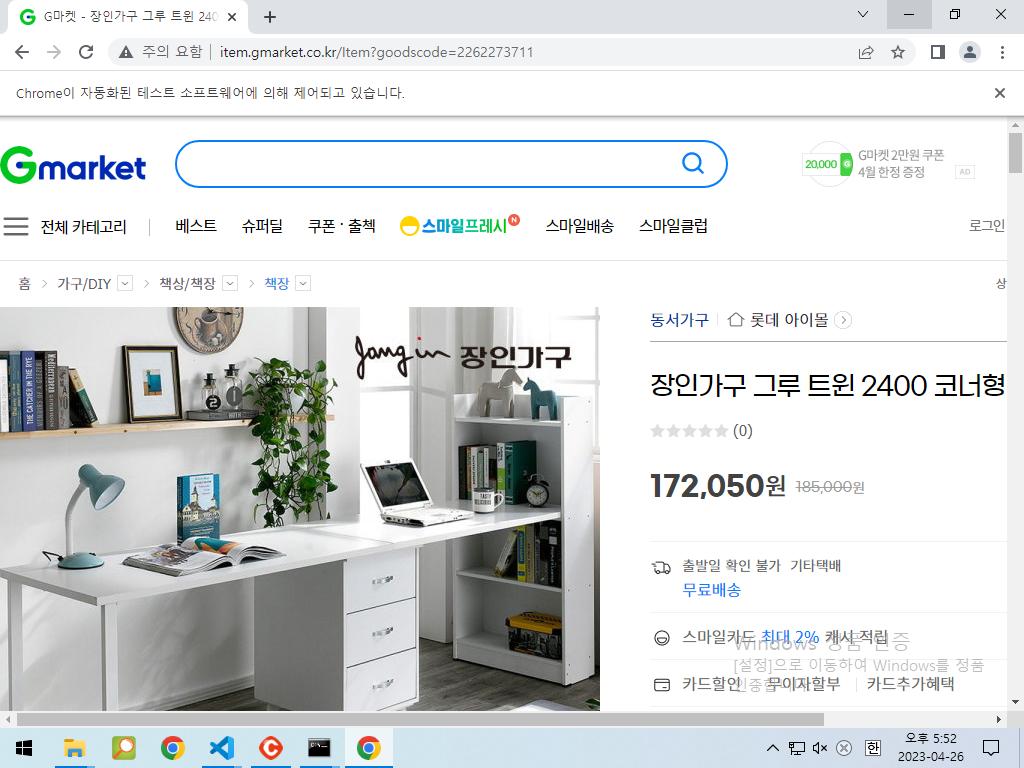 G마켓 - 장인가구 그루 트윈 240
주의 요함
item.gmarket.co.kr/Item?goodscode=2262273711
Chrome이 자동화된 테스트 소프트웨어에 의해 제어되고 있습니다.
Gmarket
20,000
G마켓 2만원 쿠폰
4월 한정 증정
AD
전체 카테고리
베스트
슈퍼딜
쿠폰 · 출첵
스마일프레시
N
스마일배송
스마일클럽
로그인
홈
가구/DIY
책상/책장
책장
상
Jang in 장인가구
THE CATCHER IN THE RYE
2
동서가구
롯데 아이몰
장인가구 그루 트윈 2400 코너형
(0)
172,050원 185,000원
출발일 확인 불가 기타택배
무료배송
스마일카드 최대 2% 캐시 적립
Windows 정품 인증
[설정]으로 이동하여 Windows를 정품
인증합니다.
카드할인
무이자할부
카드추가혜택
한
오후 5:52
2023-04-26